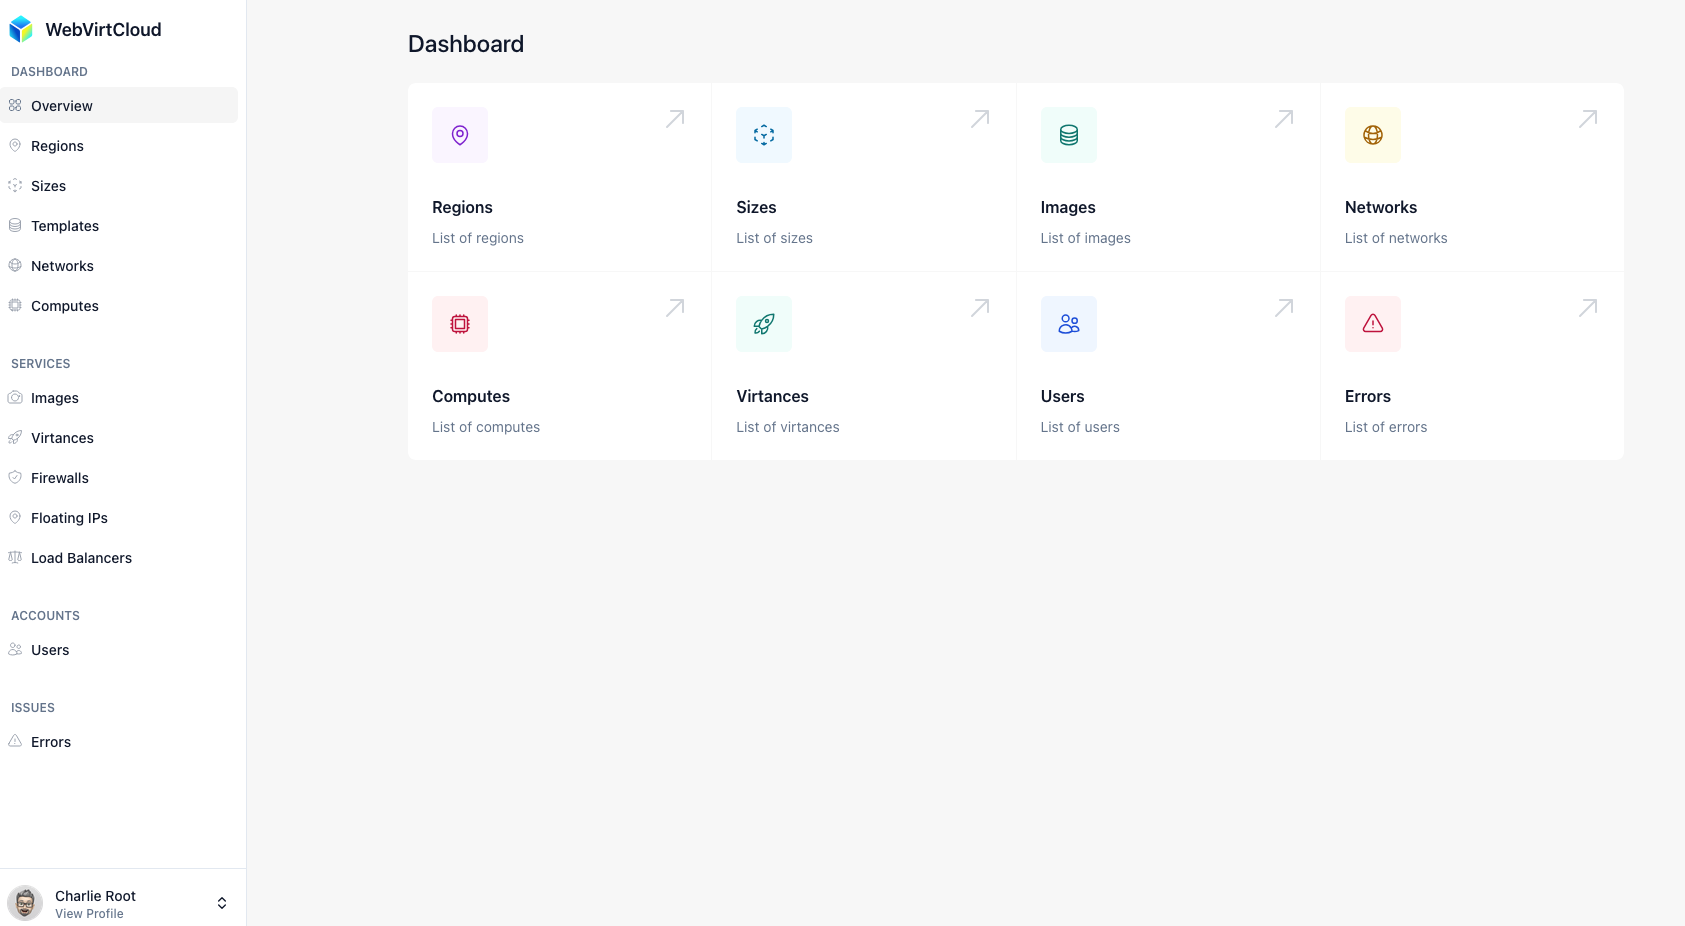 WebVirtCloud
DASHBOARD
Overview
Regions
Sizes
Templates
Networks
Computes
SERVICES
Images
Virtances
Firewalls
Floating IPs
Load Balancers
ACCOUNTS
Users
ISSUES
Errors
Charlie Root
View Profile
Dashboard
Regions
List of regions
Sizes
List of sizes
Images
List of images
Networks
List of networks
Computes
List of computes
Virtances
List of virtances
Users
List of users
Errors
List of errors